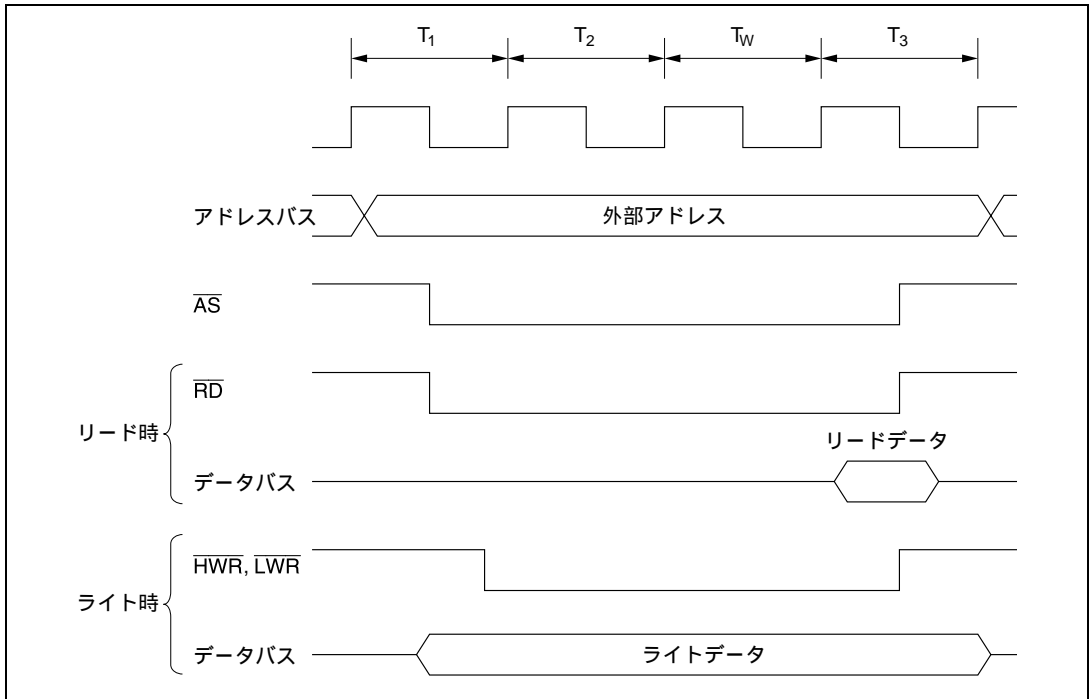 T1 T2 TW T3
アドレスバス 外部アドレス
AS
リード時
RD
リードデータ
データバス
ライト時
HWR, LWR
データバス ライトデータ